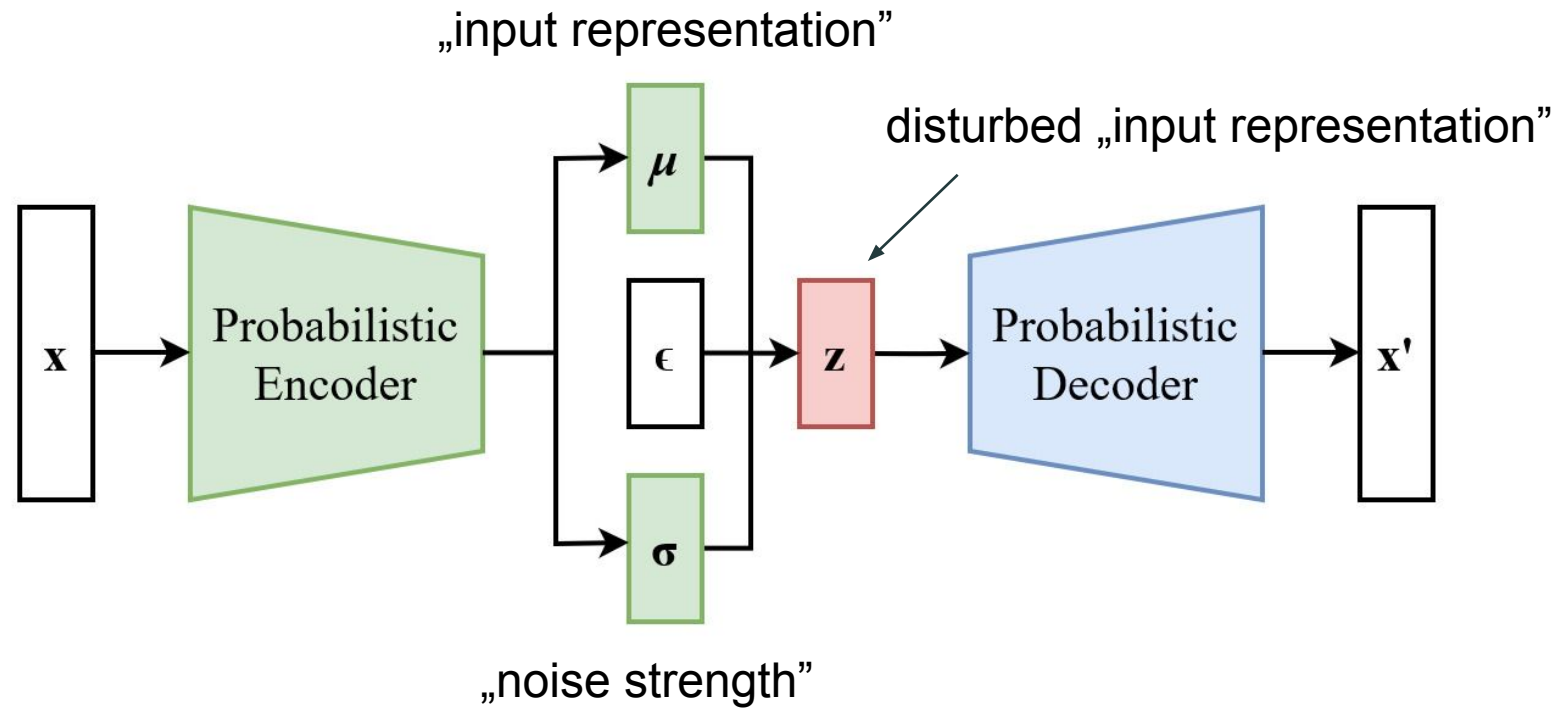 „input representation”
disturbed „input representation”
μ
x
Probabilistic
Encoder
ϵ
z
Probabilistic
Decoder
x'
σ
„noise strength”